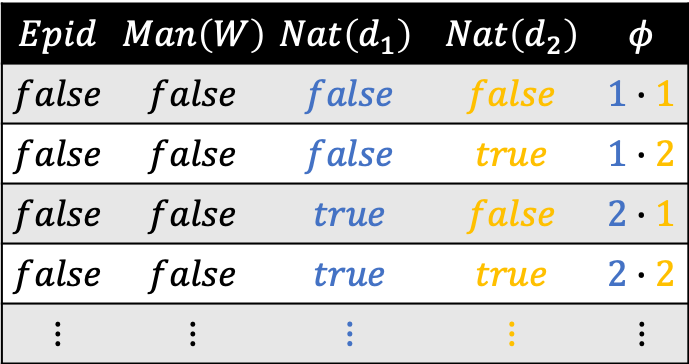 Epid Man(W) Nat(d₁) Nat(d₂) ϕ
false false false false 1 · 1
false false false true 1 · 2
false false true false 2 · 1
false false true true 2 · 2
⋮ ⋮ ⋮ ⋮ ⋮